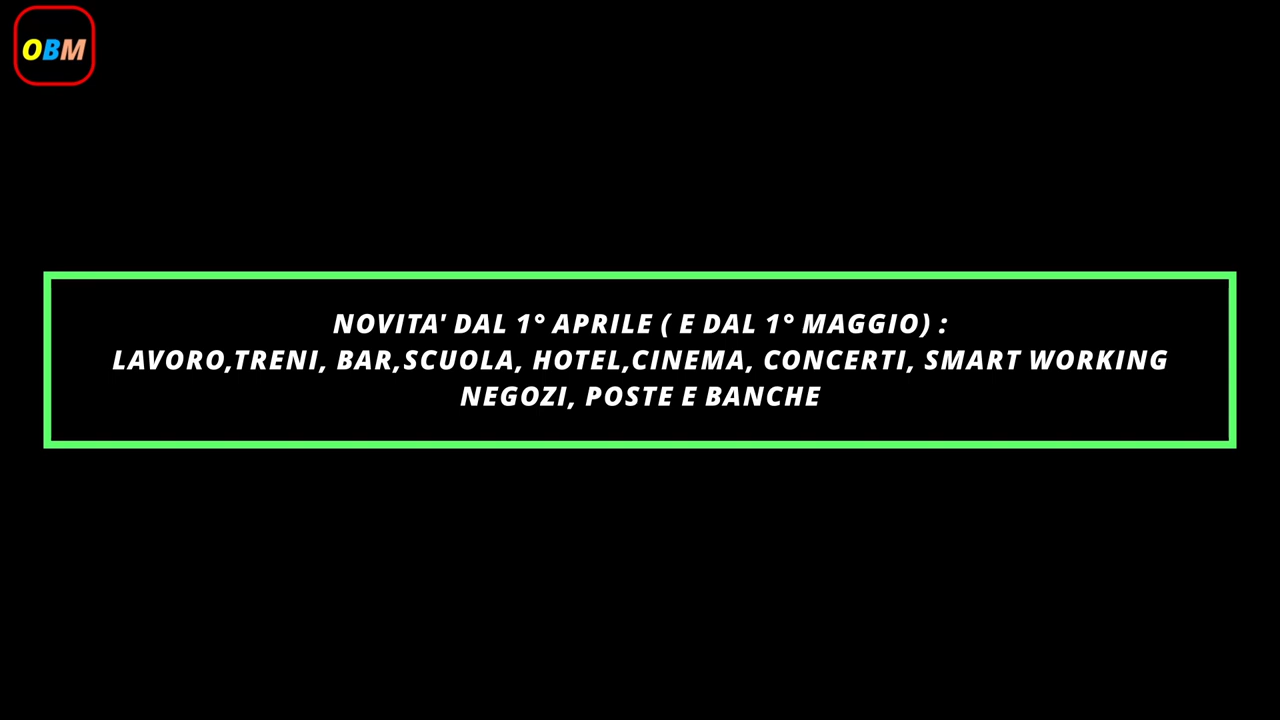 OBM
NOVITA' DAL 1° APRILE ( E DAL 1° MAGGIO) :
LAVORO,TRENI, BAR,SCUOLA, HOTEL,CINEMA, CONCERTI, SMART WORKING
NEGOZI, POSTE E BANCHE